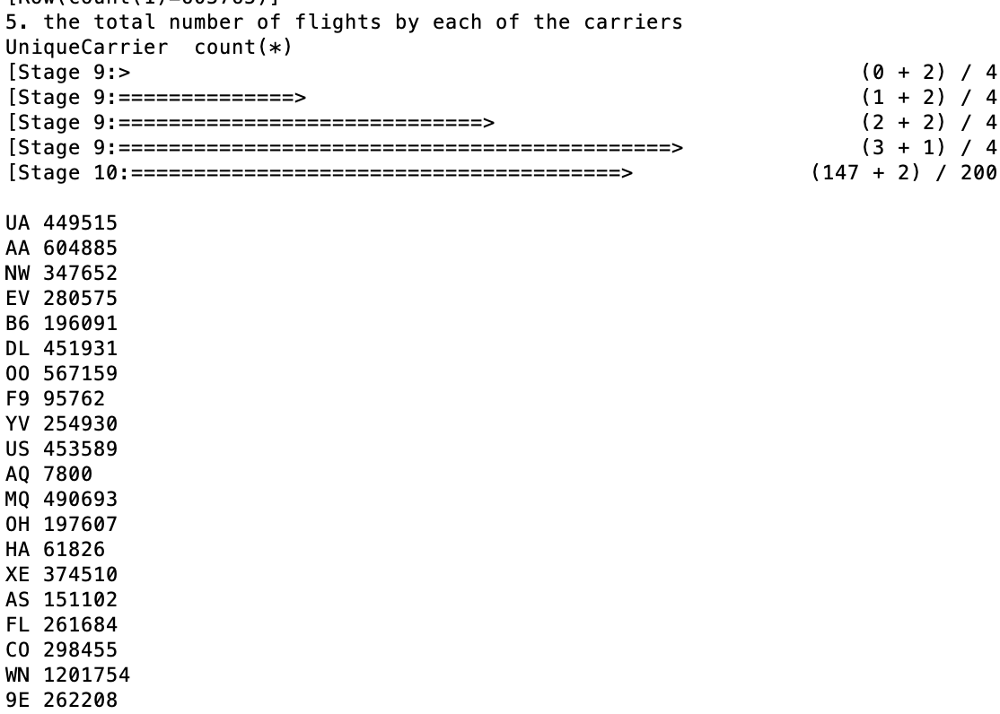 [Row(count(1)=605765)]
5. the total number of flights by each of the carriers
UniqueCarrier  count(*)
[Stage 9:>                                                          (0 + 2) / 4
[Stage 9:==============>                                            (1 + 2) / 4
[Stage 9:=============================>                             (2 + 2) / 4
[Stage 9:============================================>              (3 + 1) / 4
[Stage 10:=======================================>              (147 + 2) / 200
UA 449515
AA 604885
NW 347652
EV 280575
B6 196091
DL 451931
OO 567159
F9 95762
YV 254930
US 453589
AQ 7800
MQ 490693
OH 197607
HA 61826
XE 374510
AS 151102
FL 261684
CO 298455
WN 1201754
9E 262208